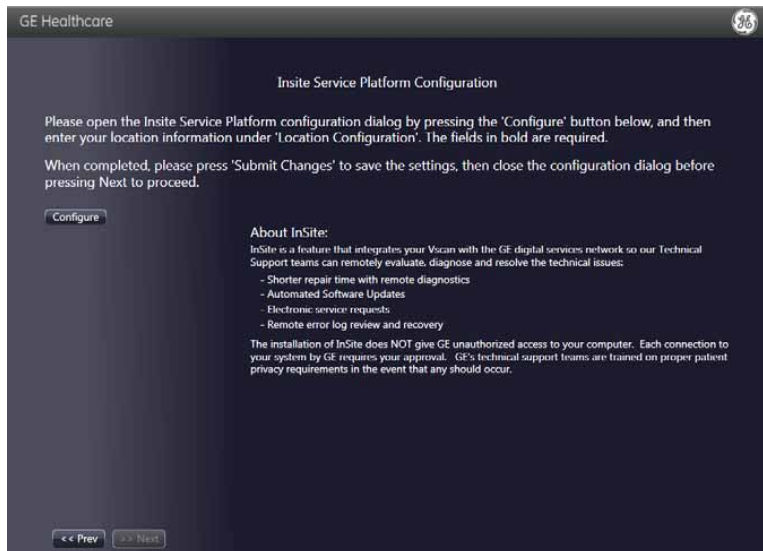 GE Healthcare
Insite Service Platform Configuration
Please open the Insite Service Platform configuration dialog by pressing the 'Configure' button below, and then
enter your location information under 'Location Configuration'. The fields in bold are required.
When completed, please press 'Submit Changes' to save the settings, then close the configuration dialog before
pressing Next to proceed.
Configure
About InSite:
InSite is a feature that integrates your Vscan with the GE digital services network so our Technical
Support teams can remotely evaluate, diagnose and resolve the technical issues:
- Shorter repair time with remote diagnostics
- Automated Software Updates
- Electronic service requests
- Remote error log review and recovery
The installation of InSite does NOT give GE unauthorized access to your computer. Each connection to
your system by GE requires your approval. GE's technical support teams are trained on proper patient
privacy requirements in the event that any should occur.
<< Prev
>> Next